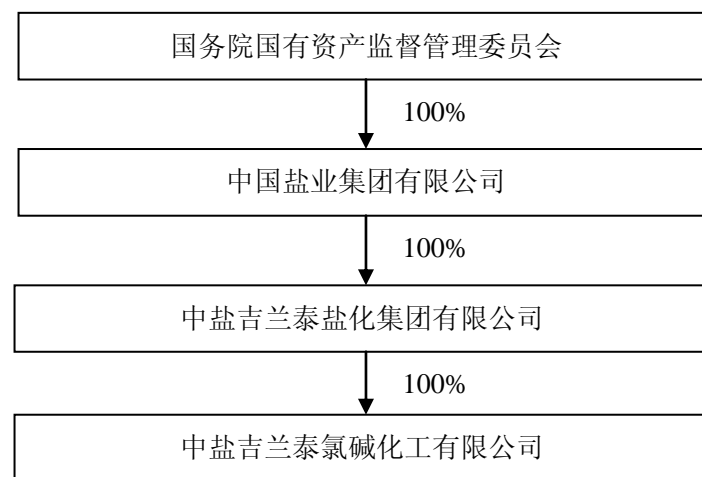 国务院国有资产监督管理委员会
100%
中国盐业集团有限公司
100%
中盐吉兰泰盐化集团有限公司
100%
中盐吉兰泰氯碱化工有限公司